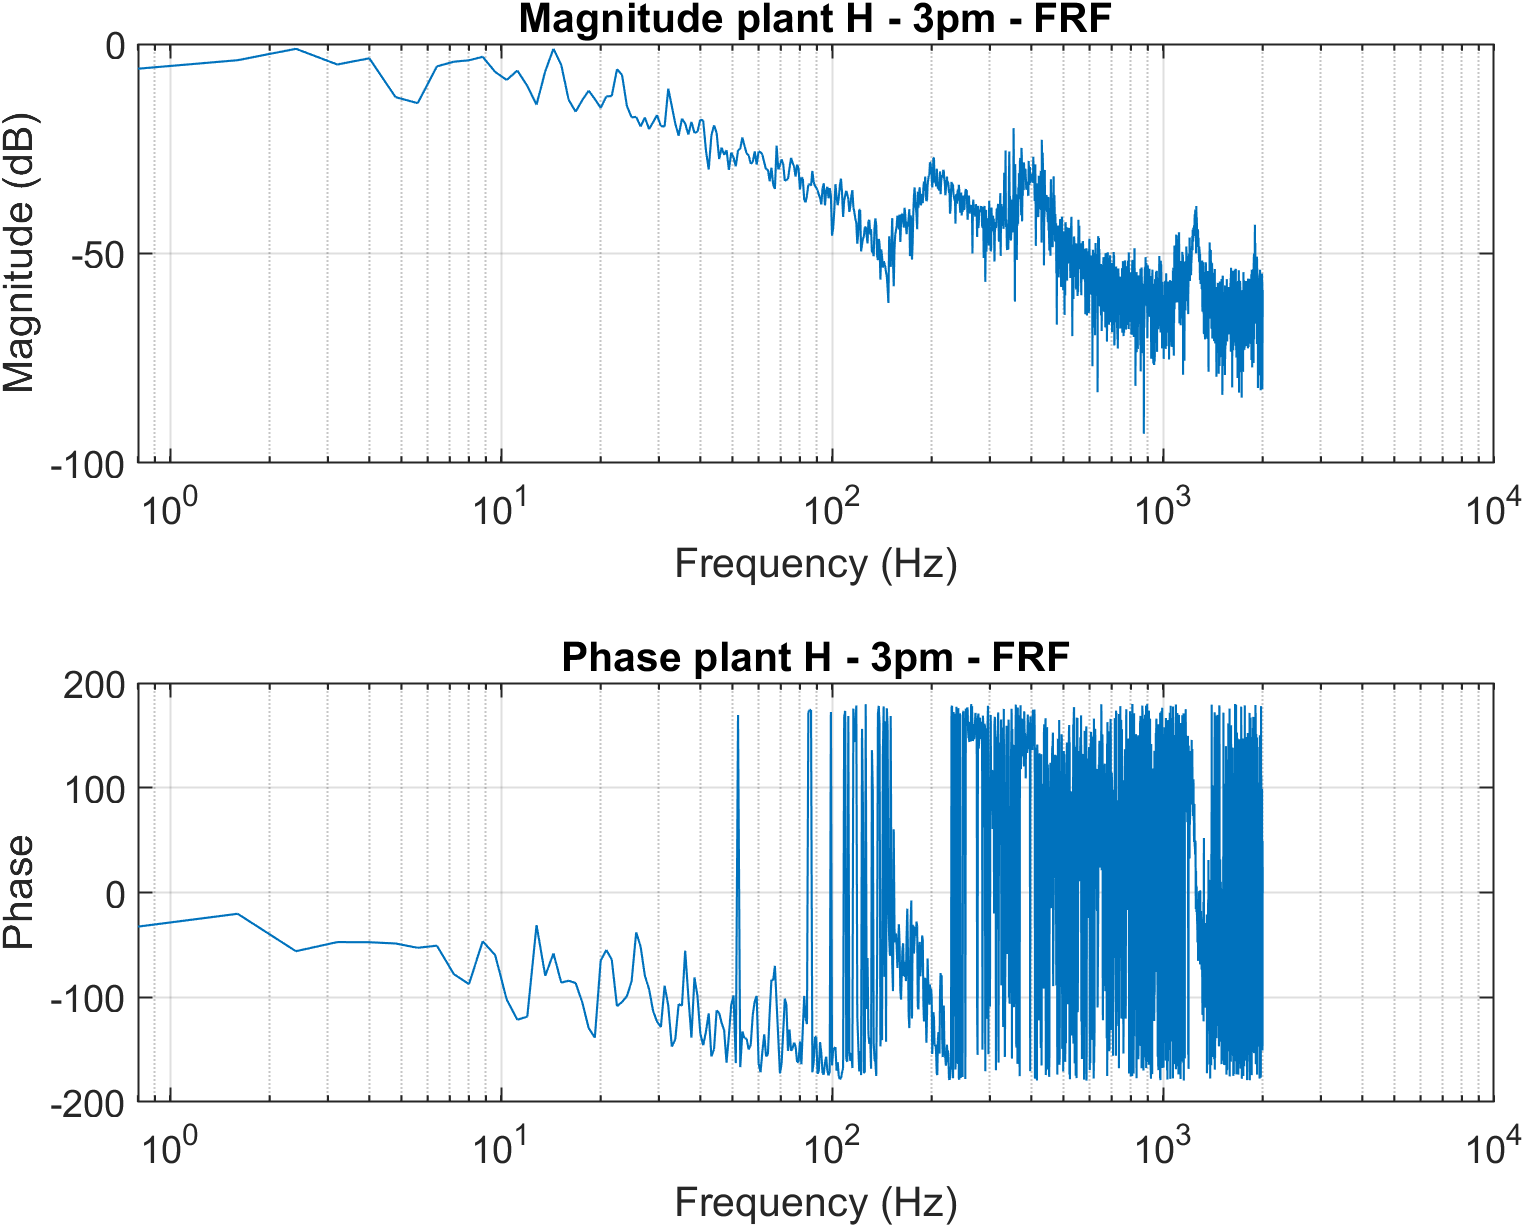 Magnitude plant H - 3pm - FRF
0
-50
-100
Magnitude (dB)
10^0 10^1 10^2 10^3 10^4
Frequency (Hz)
Phase plant H - 3pm - FRF
200
100
0
-100
-200
Phase
10^0 10^1 10^2 10^3 10^4
Frequency (Hz)